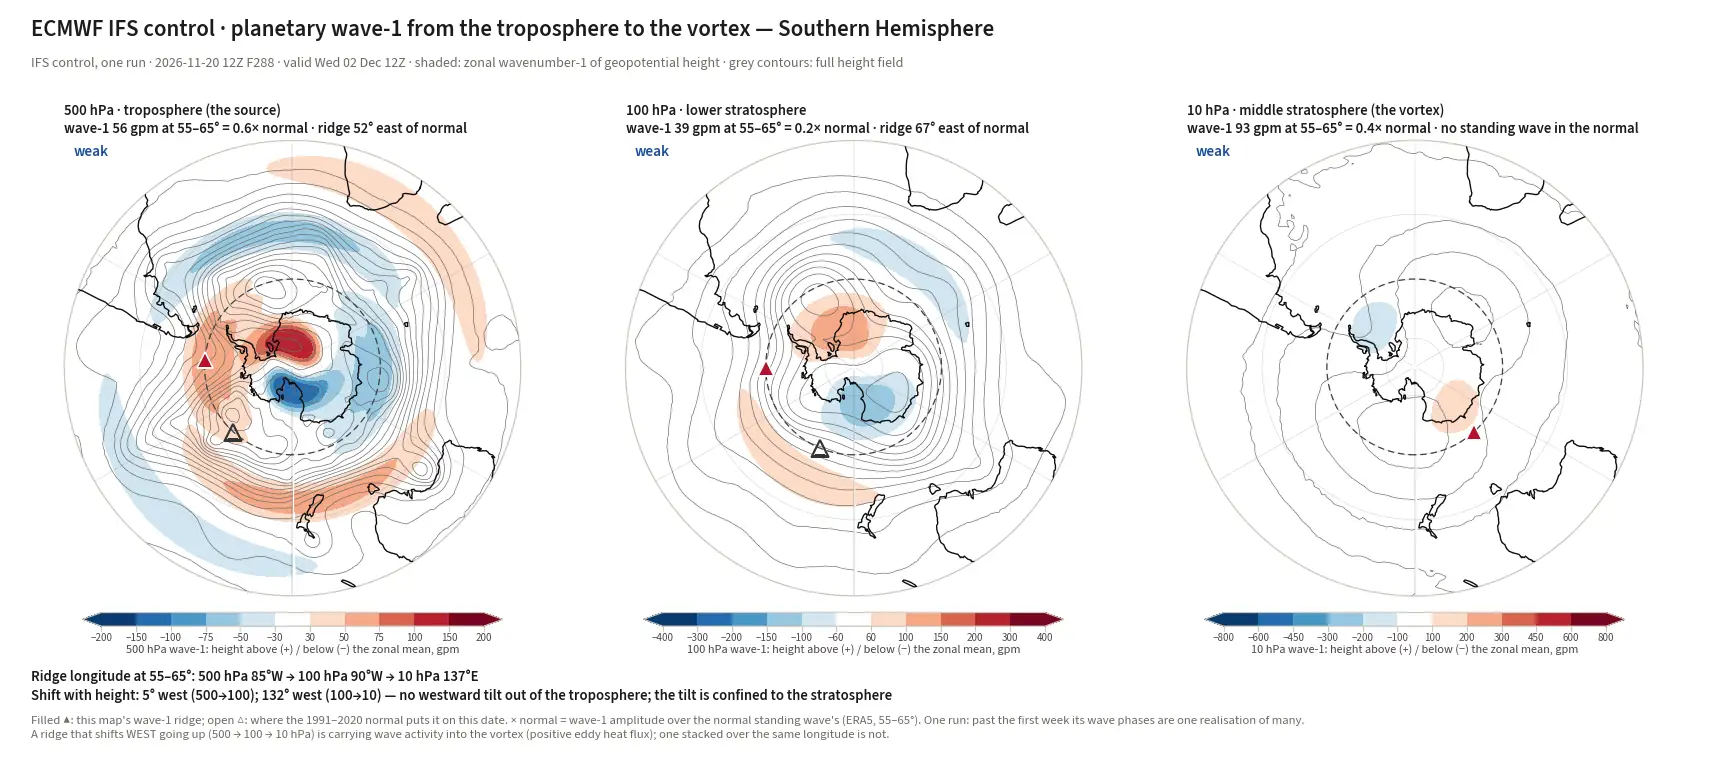 ECMWF IFS control · planetary wave-1 from the troposphere to the vortex — Southern Hemisphere
IFS control, one run · 2026-11-20 12Z F288 · valid Wed 02 Dec 12Z · shaded: zonal wavenumber-1 of geopotential height · grey contours: full height field
500 hPa · troposphere (the source)
wave-1 56 gpm at 55–65° = 0.6× normal · ridge 52° east of normal
weak
100 hPa · lower stratosphere
wave-1 39 gpm at 55–65° = 0.2× normal · ridge 67° east of normal
weak
10 hPa · middle stratosphere (the vortex)
wave-1 93 gpm at 55–65° = 0.4× normal · no standing wave in the normal
weak
−200 −150 −100 −75 −50 −30 30 50 75 100 150 200
500 hPa wave-1: height above (+) / below (−) the zonal mean, gpm
−400 −300 −200 −150 −100 −60 60 100 150 200 300 400
100 hPa wave-1: height above (+) / below (−) the zonal mean, gpm
−800 −600 −450 −300 −200 −100 100 200 300 450 600 800
10 hPa wave-1: height above (+) / below (−) the zonal mean, gpm
Ridge longitude at 55–65°: 500 hPa 85°W → 100 hPa 90°W → 10 hPa 137°E
Shift with height: 5° west (500→100); 132° west (100→10) — no westward tilt out of the troposphere; the tilt is confined to the stratosphere
Filled ▲: this map's wave-1 ridge; open △: where the 1991–2020 normal puts it on this date. × normal = wave-1 amplitude over the normal standing wave's (ERA5, 55–65°). One run: past the first week its wave phases are one realisation of many.
A ridge that shifts WEST going up (500 → 100 → 10 hPa) is carrying wave activity into the vortex (positive eddy heat flux); one stacked over the same longitude is not.